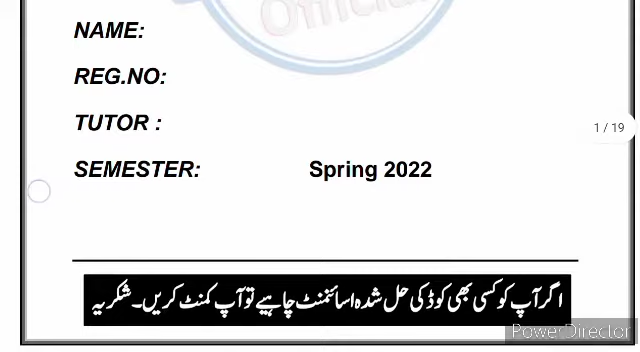 Official
NAME:
REG.NO:
TUTOR :
1 / 19
SEMESTER: Spring 2022
اگر آپ کو کسی بھی کوڈ کی حل شدہ اسائنمنٹ چاہیے تو آپ کمنٹ کریں۔ شکریہ
PowerDirector